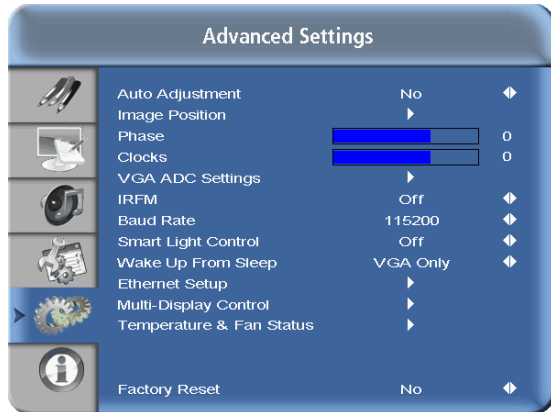 Advanced Settings
Auto Adjustment No
Image Position
Phase 0
Clocks 0
VGA ADC Settings
IRFM Off
Baud Rate 115200
Smart Light Control Off
Wake Up From Sleep VGA Only
Ethernet Setup
Multi-Display Control
Temperature & Fan Status
Factory Reset No